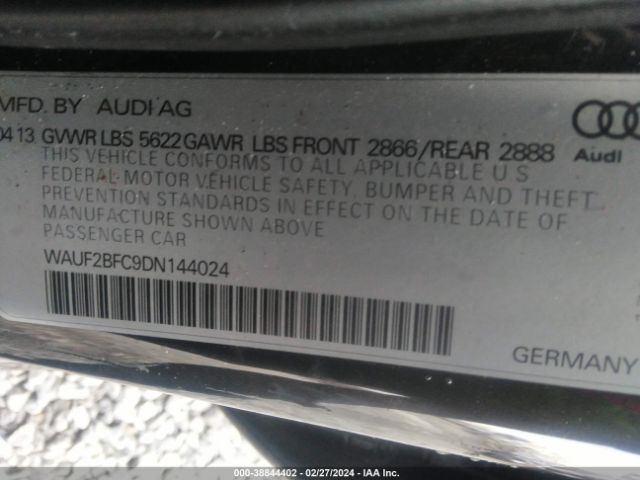 MFD. BY AUDI AG
0413 GVWR LBS 5622 GAWR LBS FRONT 2866/REAR 2888
Audi
THIS VEHICLE CONFORMS TO ALL APPLICABLE U S
FEDERAL MOTOR VEHICLE SAFETY, BUMPER AND THEFT
PREVENTION STANDARDS IN EFFECT ON THE DATE OF
MANUFACTURE SHOWN ABOVE
PASSENGER CAR
WAUF2BFC9DN144024
GERMANY
000-38844402 - 02/27/2024 - IAA Inc.